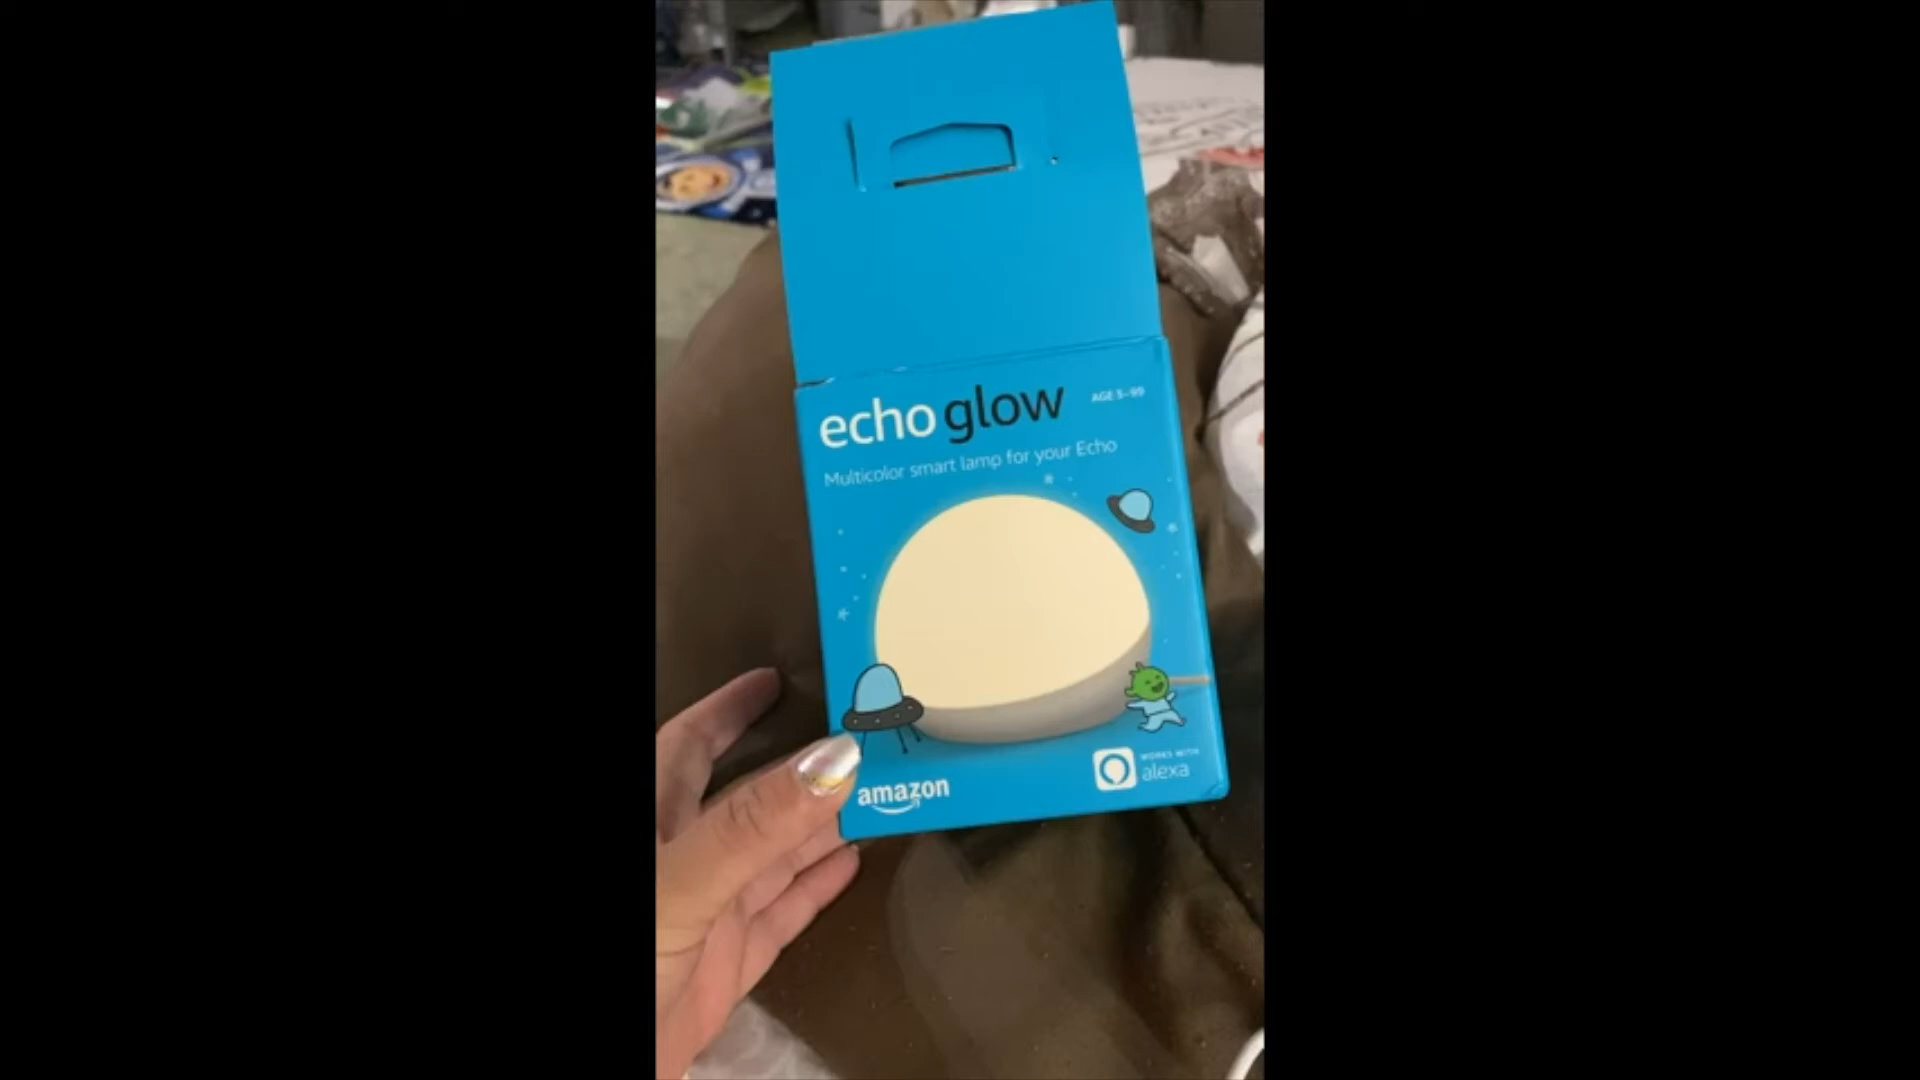 echo glow
AGE 5–99
Multicolor smart lamp for your Echo
amazon
WORKS WITH
alexa